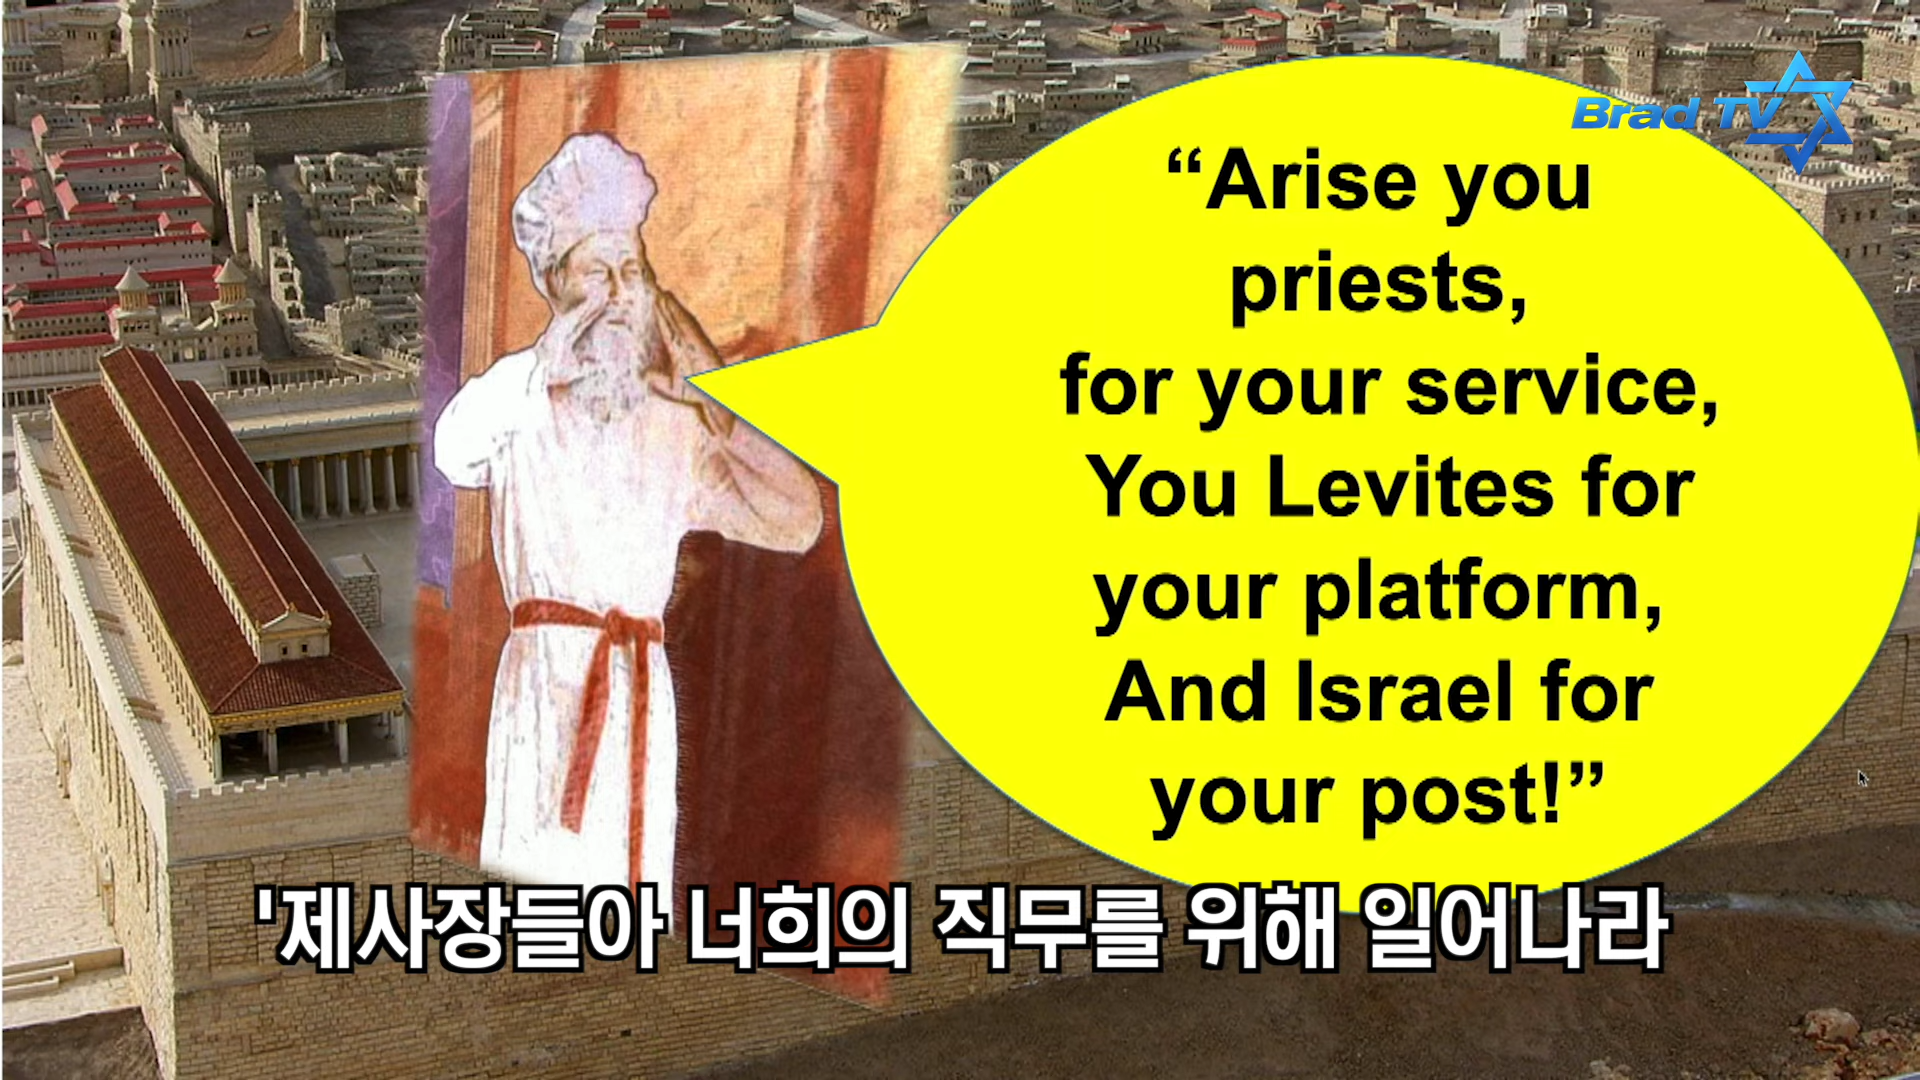 Brad TV
“Arise you
priests,
for your service,
You Levites for
your platform,
And Israel for
your post!”
'제사장들아 너희의 직무를 위해 일어나라